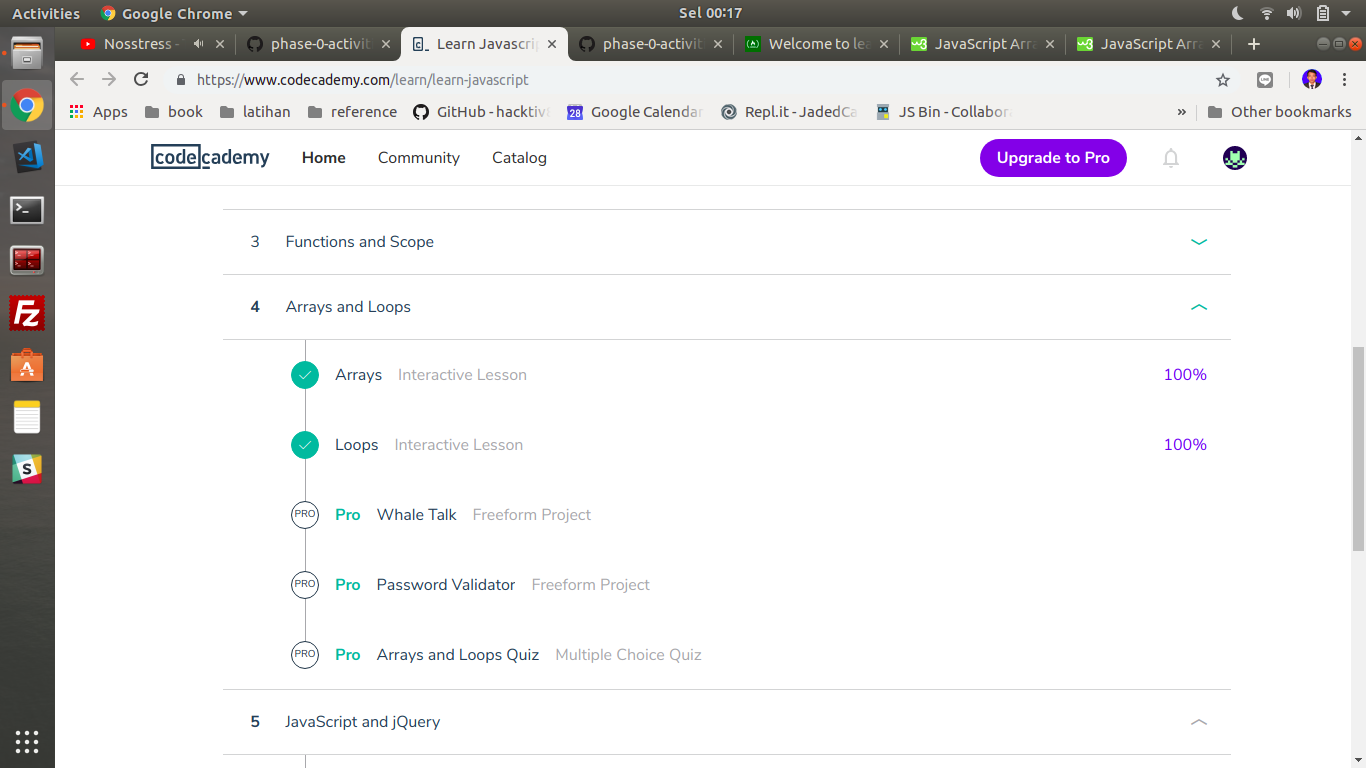 Activities Google Chrome Sel 00:17
Nosstress - phase-0-activit Learn Javascri phase-0-activit Welcome to lea JavaScript Arra JavaScript Arra
https://www.codecademy.com/learn/learn-javascript
Apps book latihan reference GitHub - hacktiv 28 Google Calendar Repl.it - JadedCa JS Bin - Collabora » Other bookmarks
codecademy Home Community Catalog Upgrade to Pro
3 Functions and Scope
4 Arrays and Loops
Arrays Interactive Lesson 100%
Loops Interactive Lesson 100%
PRO Pro Whale Talk Freeform Project
PRO Pro Password Validator Freeform Project
PRO Pro Arrays and Loops Quiz Multiple Choice Quiz
5 JavaScript and jQuery